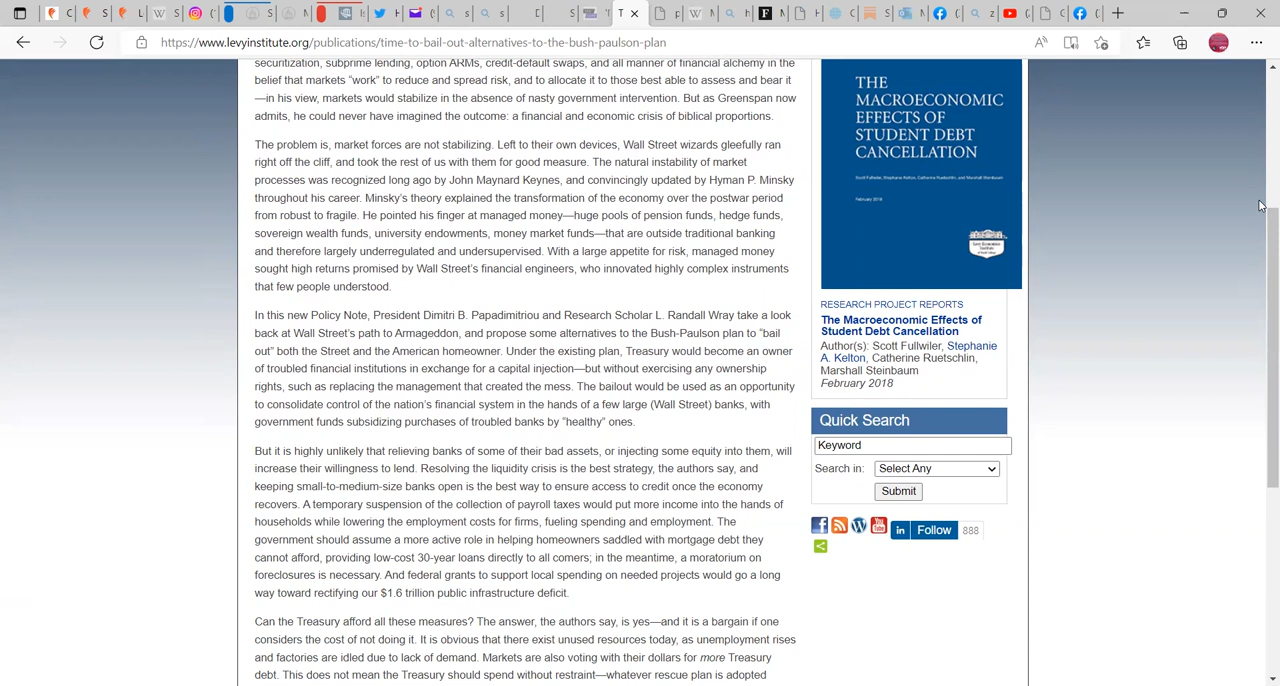 https://www.levyinstitute.org/publications/time-to-bail-out-alternatives-to-the-bush-paulson-plan
securitization, subprime lending, option ARMs, credit-default swaps, and all manner of financial alchemy in the
belief that markets “work” to reduce and spread risk, and to allocate it to those best able to assess and bear it
—in his view, markets would stabilize in the absence of nasty government intervention. But as Greenspan now
admits, he could never have imagined the outcome: a financial and economic crisis of biblical proportions.
The problem is, market forces are not stabilizing. Left to their own devices, Wall Street wizards gleefully ran
right off the cliff, and took the rest of us with them for good measure. The natural instability of market
processes was recognized long ago by John Maynard Keynes, and convincingly updated by Hyman P. Minsky
throughout his career. Minsky’s theory explained the transformation of the economy over the postwar period
from robust to fragile. He pointed his finger at managed money—huge pools of pension funds, hedge funds,
sovereign wealth funds, university endowments, money market funds—that are outside traditional banking
and therefore largely underregulated and undersupervised. With a large appetite for risk, managed money
sought high returns promised by Wall Street’s financial engineers, who innovated highly complex instruments
that few people understood.
In this new Policy Note, President Dimitri B. Papadimitriou and Research Scholar L. Randall Wray take a look
back at Wall Street’s path to Armageddon, and propose some alternatives to the Bush-Paulson plan to “bail
out” both the Street and the American homeowner. Under the existing plan, Treasury would become an owner
of troubled financial institutions in exchange for a capital injection—but without exercising any ownership
rights, such as replacing the management that created the mess. The bailout would be used as an opportunity
to consolidate control of the nation’s financial system in the hands of a few large (Wall Street) banks, with
government funds subsidizing purchases of troubled banks by “healthy” ones.
But it is highly unlikely that relieving banks of some of their bad assets, or injecting some equity into them, will
increase their willingness to lend. Resolving the liquidity crisis is the best strategy, the authors say, and
keeping small-to-medium-size banks open is the best way to ensure access to credit once the economy
recovers. A temporary suspension of the collection of payroll taxes would put more income into the hands of
households while lowering the employment costs for firms, fueling spending and employment. The
government should assume a more active role in helping homeowners saddled with mortgage debt they
cannot afford, providing low-cost 30-year loans directly to all comers; in the meantime, a moratorium on
foreclosures is necessary. And federal grants to support local spending on needed projects would go a long
way toward rectifying our $1.6 trillion public infrastructure deficit.
Can the Treasury afford all these measures? The answer, the authors say, is yes—and it is a bargain if one
considers the cost of not doing it. It is obvious that there exist unused resources today, as unemployment rises
and factories are idled due to lack of demand. Markets are also voting with their dollars for more Treasury
debt. This does not mean the Treasury should spend without restraint—whatever rescue plan is adopted
THE
MACROECONOMIC
EFFECTS OF
STUDENT DEBT
CANCELLATION
Scott Fullwiler, Stephanie Kelton, Catherine Ruetschlin, and Marshall Steinbaum
February 2018
RESEARCH PROJECT REPORTS
The Macroeconomic Effects of
Student Debt Cancellation
Author(s): Scott Fullwiler, Stephanie
A. Kelton, Catherine Ruetschlin,
Marshall Steinbaum
February 2018
Quick Search
Keyword
Search in: Select Any
Submit
in Follow 888